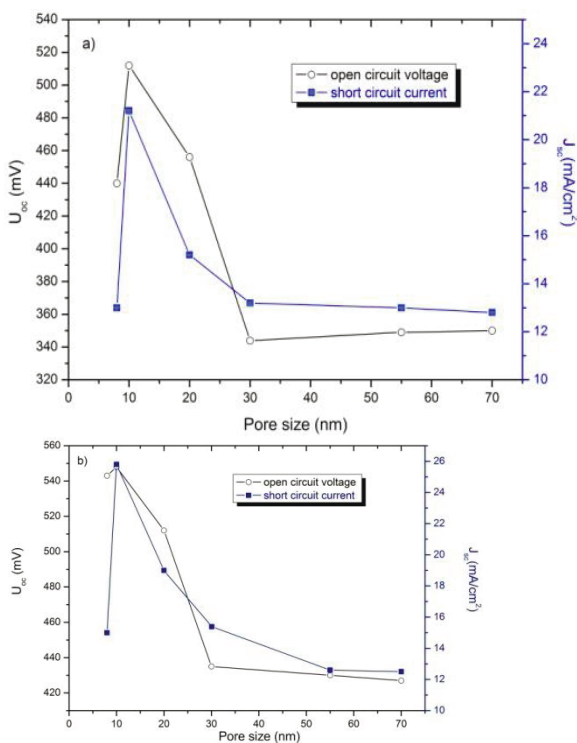 a)
open circuit voltage
short circuit current
U_oc (mV)
540
520
500
480
460
440
420
400
380
360
340
320
J_sc (mA/cm²)
24
22
20
18
16
14
12
10
0 10 20 30 40 50 60 70
Pore size (nm)
b)
open circuit voltage
short circuit current
U_oc (mV)
560
540
520
500
480
460
440
420
J_sc (mA/cm²)
26
24
22
20
18
16
14
12
10
0 10 20 30 40 50 60 70
Pore size (nm)